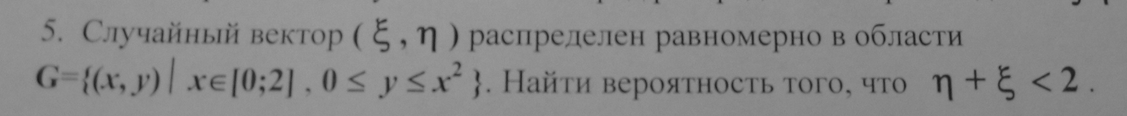 5. Случайный вектор ( ξ , η ) распределен равномерно в области
G={(x, y)| x∈[0;2] , 0 ≤ y ≤ x² }. Найти вероятность того, что η + ξ < 2 .